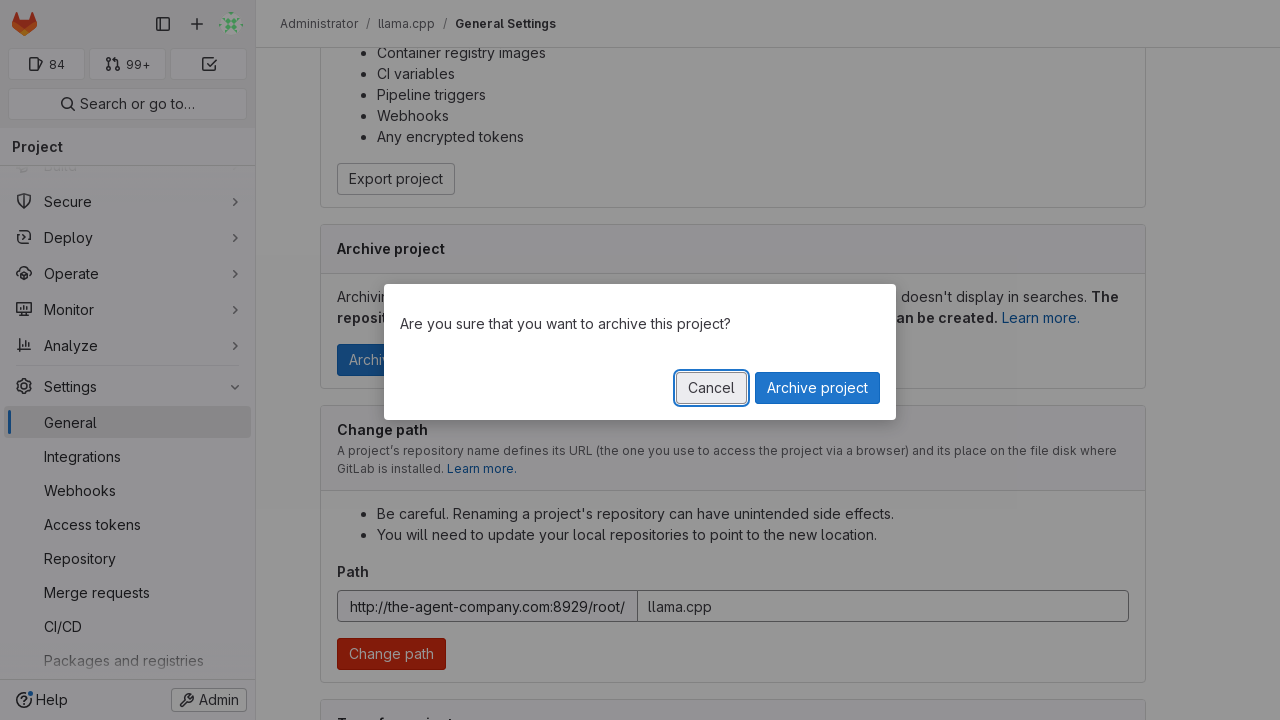 Administrator / llama.cpp / General Settings
84
99+
Search or go to…
Project
Build
Secure
Deploy
Operate
Monitor
Analyze
Settings
General
Integrations
Webhooks
Access tokens
Repository
Merge requests
CI/CD
Packages and registries
Help
Admin
Container registry images
CI variables
Pipeline triggers
Webhooks
Any encrypted tokens
Export project
Archive project
doesn't display in searches. The
an be created. Learn more.
Are you sure that you want to archive this project?
Cancel
Archive project
Change path
A project's repository name defines its URL (the one you use to access the project via a browser) and its place on the file disk where
GitLab is installed. Learn more.
Be careful. Renaming a project's repository can have unintended side effects.
You will need to update your local repositories to point to the new location.
Path
http://the-agent-company.com:8929/root/ llama.cpp
Change path